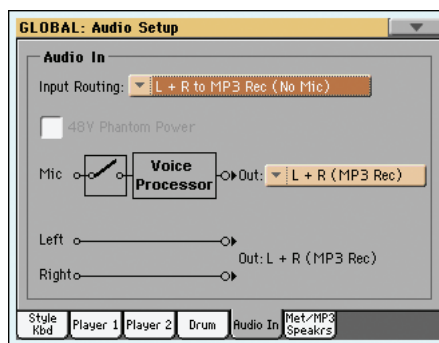 GLOBAL: Audio Setup
Audio In
Input Routing: L + R to MP3 Rec (No Mic)
48V Phantom Power
Mic Voice Processor Out: L + R (MP3 Rec)
Left
Out: L + R (MP3 Rec)
Right
Style Kbd Player 1 Player 2 Drum Audio In Met/MP3 Speakrs